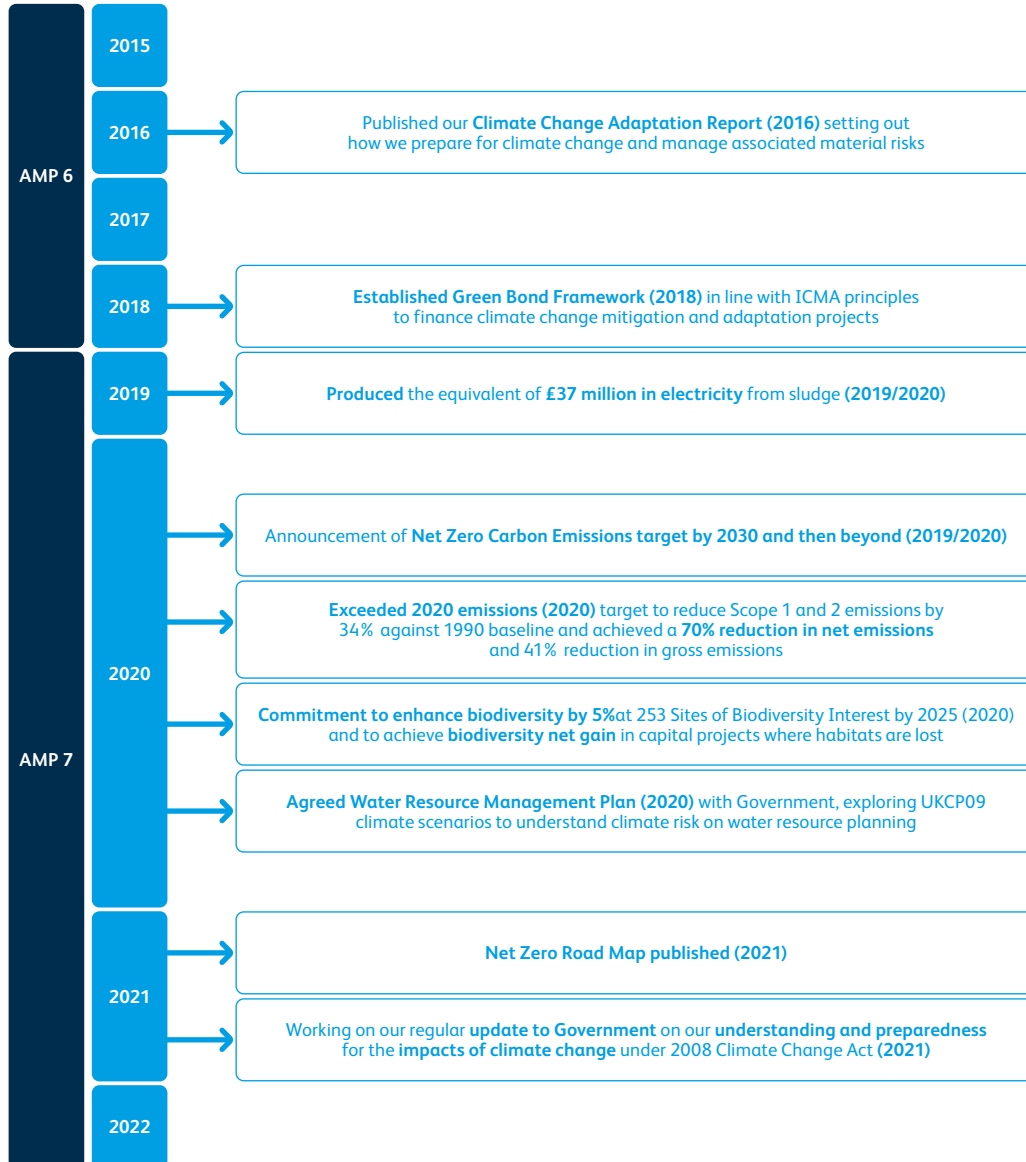 AMP 6
2015
2016
Published our Climate Change Adaptation Report (2016) setting out
how we prepare for climate change and manage associated material risks
2017
2018
Established Green Bond Framework (2018) in line with ICMA principles
to finance climate change mitigation and adaptation projects
AMP 7
2019
Produced the equivalent of £37 million in electricity from sludge (2019/2020)
2020
Announcement of Net Zero Carbon Emissions target by 2030 and then beyond (2019/2020)
Exceeded 2020 emissions (2020) target to reduce Scope 1 and 2 emissions by
34% against 1990 baseline and achieved a 70% reduction in net emissions
and 41% reduction in gross emissions
Commitment to enhance biodiversity by 5%at 253 Sites of Biodiversity Interest by 2025 (2020)
and to achieve biodiversity net gain in capital projects where habitats are lost
Agreed Water Resource Management Plan (2020) with Government, exploring UKCP09
climate scenarios to understand climate risk on water resource planning
2021
Net Zero Road Map published (2021)
Working on our regular update to Government on our understanding and preparedness
for the impacts of climate change under 2008 Climate Change Act (2021)
2022